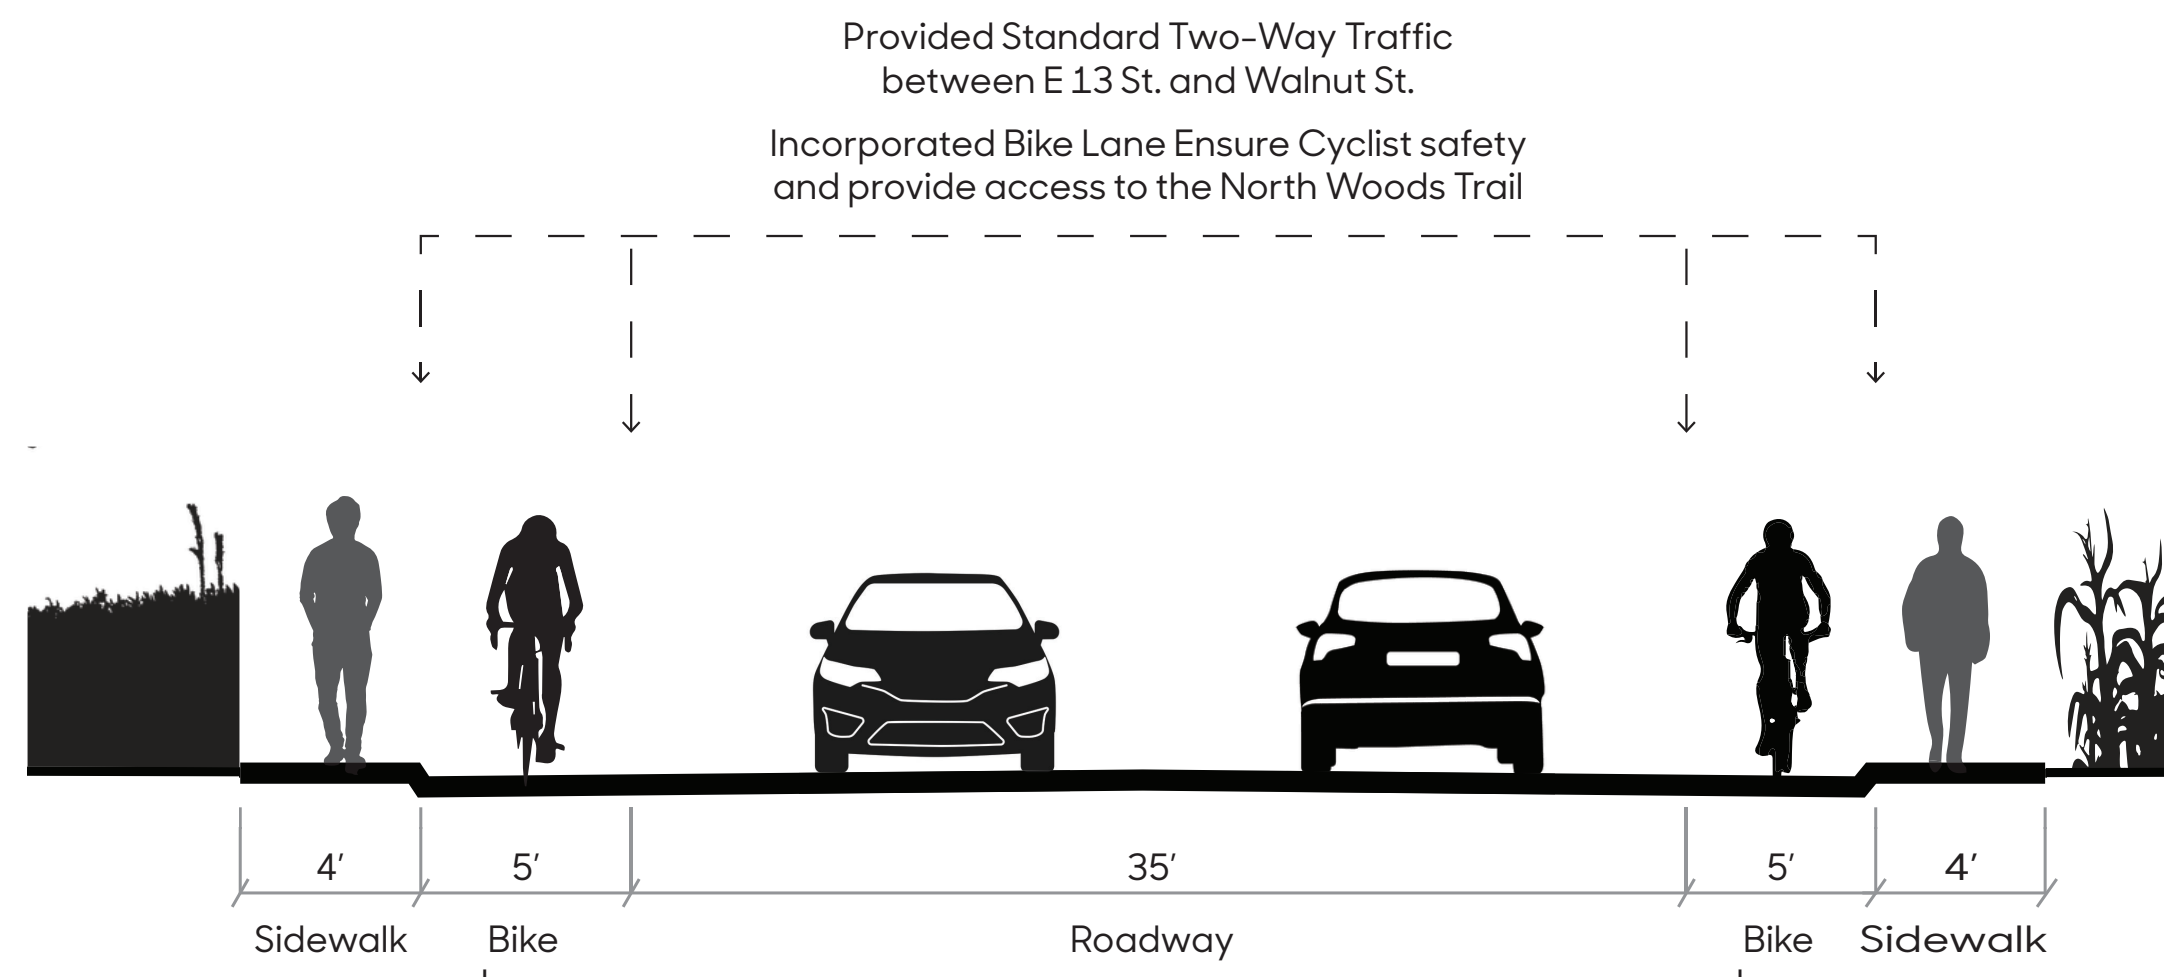 Provided Standard Two-Way Traffic
between E 13 St. and Walnut St.
Incorporated Bike Lane Ensure Cyclist safety
and provide access to the North Woods Trail
4’ 5’ 35’ 5’ 4’
Sidewalk Bike Roadway Bike Sidewalk